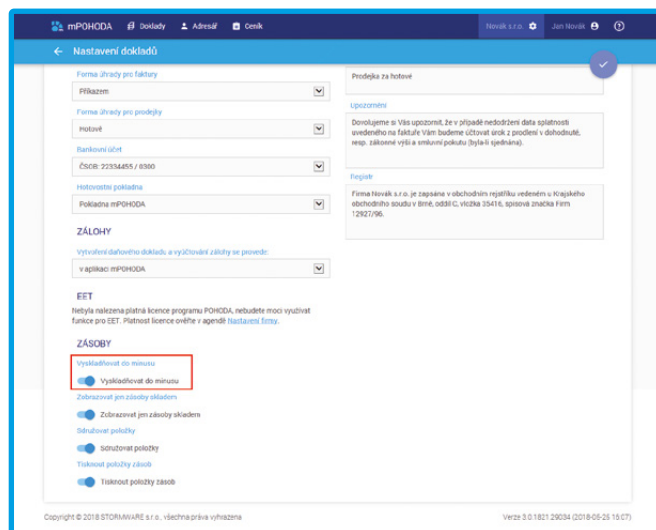 mPOHODA Doklady Adresář Ceník Novák s.r.o. Jan Novák
Nastavení dokladů
Forma úhrady pro faktury
Příkazem
Forma úhrady pro prodejky
Hotově
Bankovní účet
ČSOB: 22334455 / 0300
Hotovostní pokladna
Pokladna mPOHODA
ZÁLOHY
Vytvoření daňového dokladu a vyúčtování zálohy se provede:
v aplikaci mPOHODA
EET
Nebyla nalezena platná licence programu POHODA, nebudete moci využívat
funkce pro EET. Platnost licence ověřte v agendě Nastavení firmy.
ZÁSOBY
Vyskladňovat do minusu
Vyskladňovat do minusu
Zobrazovat jen zásoby skladem
Zobrazovat jen zásoby skladem
Sdružovat položky
Sdružovat položky
Tisknout položky zásob
Tisknout položky zásob
Prodejka za hotové
Upozornění
Dovolujeme si Vás upozornit, že v případě nedodržení data splatnosti
uvedeného na faktuře Vám budeme účtovat úrok z prodlení v dohodnuté,
resp. zákonné výši a smluvní pokutu (byla-li sjednána).
Registr
Firma Novák s.r.o. je zapsána v obchodním rejstříku vedeném u Krajského
obchodního soudu v Brně, oddíl C, vložka 35416, spisová značka Firm
12927/96.
Copyright © 2018 STORMWARE s.r.o., všechna práva vyhrazena
Verze 3.0.1821.29034 (2018-05-25 15:07)